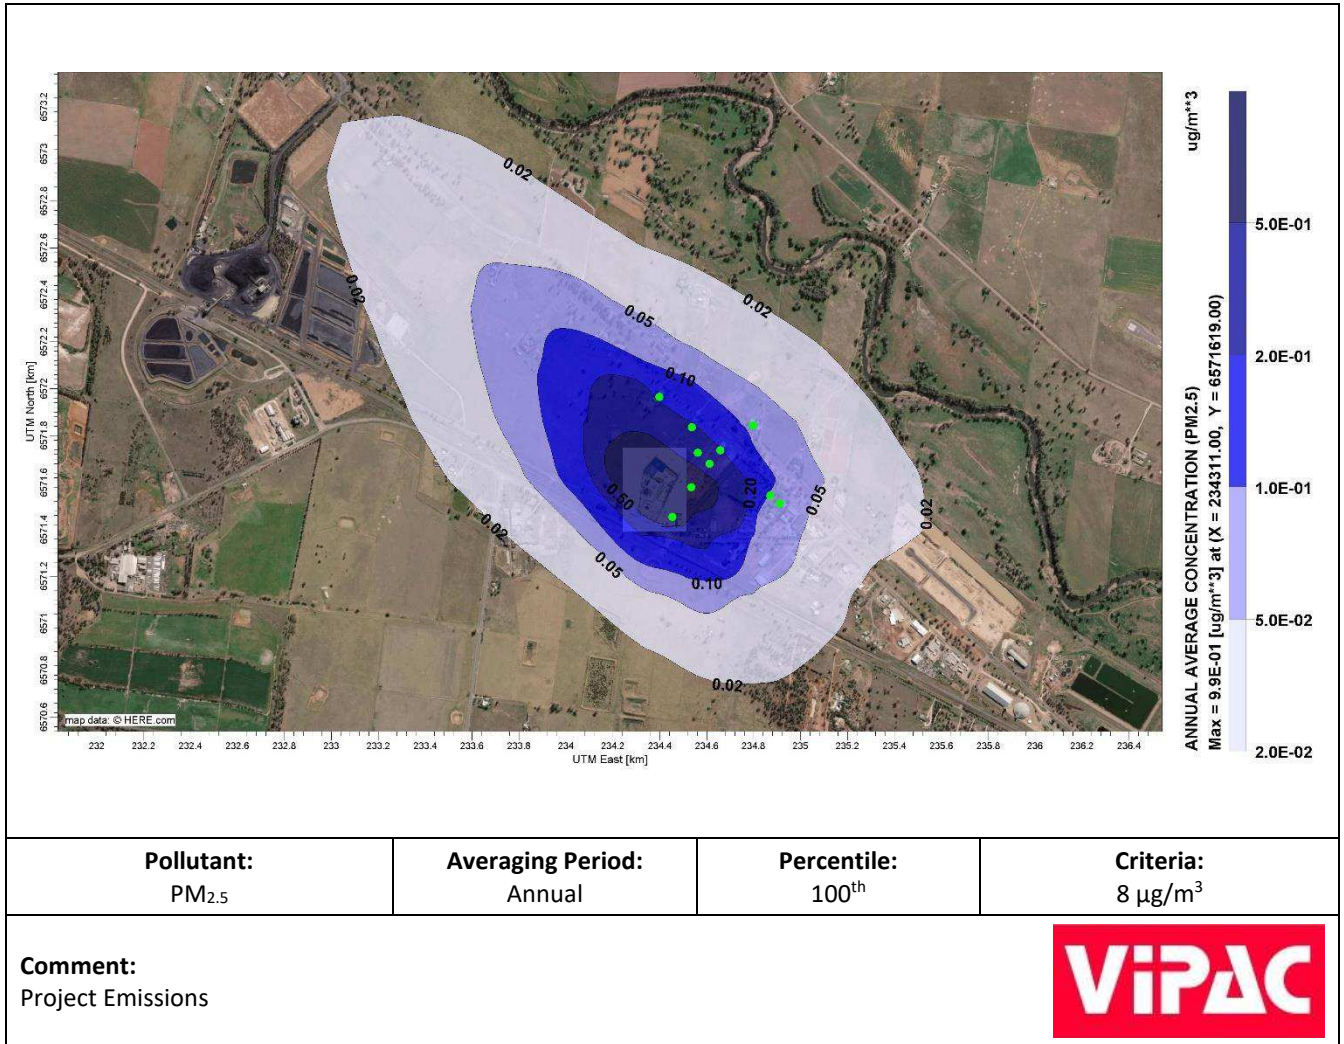 ug/m**3
ANNUAL AVERAGE CONCENTRATION (PM2.5)
Max = 9.9E-01 [ug/m**3] at (X = 234311.00, Y = 6571619.00)
5.0E-01
2.0E-01
1.0E-01
5.0E-02
2.0E-02
UTM North [km]
6573.2
6573
6572.8
6572.6
6572.4
6572.2
6572
6571.8
6571.6
6571.4
6571.2
6571
6570.8
6570.6
0.02
0.02
0.02
0.05
0.10
0.20
0.50
0.05
0.02
0.02
0.05
0.10
0.02
map data: © HERE.com
232 232.2 232.4 232.6 232.8 233 233.2 233.4 233.6 233.8 234 234.2 234.4 234.6 234.8 235 235.2 235.4 235.6 235.8 236 236.2 236.4
UTM East [km]
Pollutant:
PM2.5
Averaging Period:
Annual
Percentile:
100th
Criteria:
8 µg/m3
Comment:
Project Emissions
ViPAC